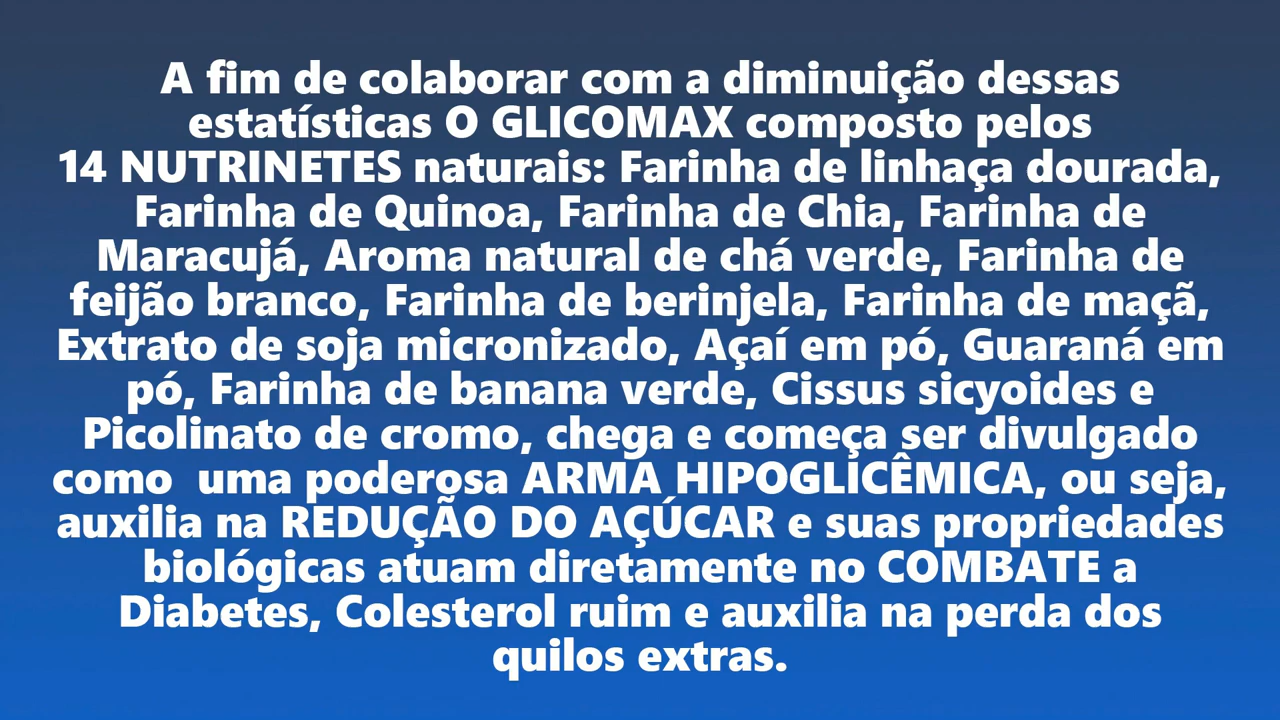 A fim de colaborar com a diminuição dessas
estatísticas O GLICOMAX composto pelos
14 NUTRINETES naturais: Farinha de linhaça dourada,
Farinha de Quinoa, Farinha de Chia, Farinha de
Maracujá, Aroma natural de chá verde, Farinha de
feijão branco, Farinha de berinjela, Farinha de maçã,
Extrato de soja micronizado, Açaí em pó, Guaraná em
pó, Farinha de banana verde, Cissus sicyoides e
Picolinato de cromo, chega e começa ser divulgado
como  uma poderosa ARMA HIPOGLICÊMICA, ou seja,
auxilia na REDUÇÃO DO AÇÚCAR e suas propriedades
biológicas atuam diretamente no COMBATE a
Diabetes, Colesterol ruim e auxilia na perda dos
quilos extras.